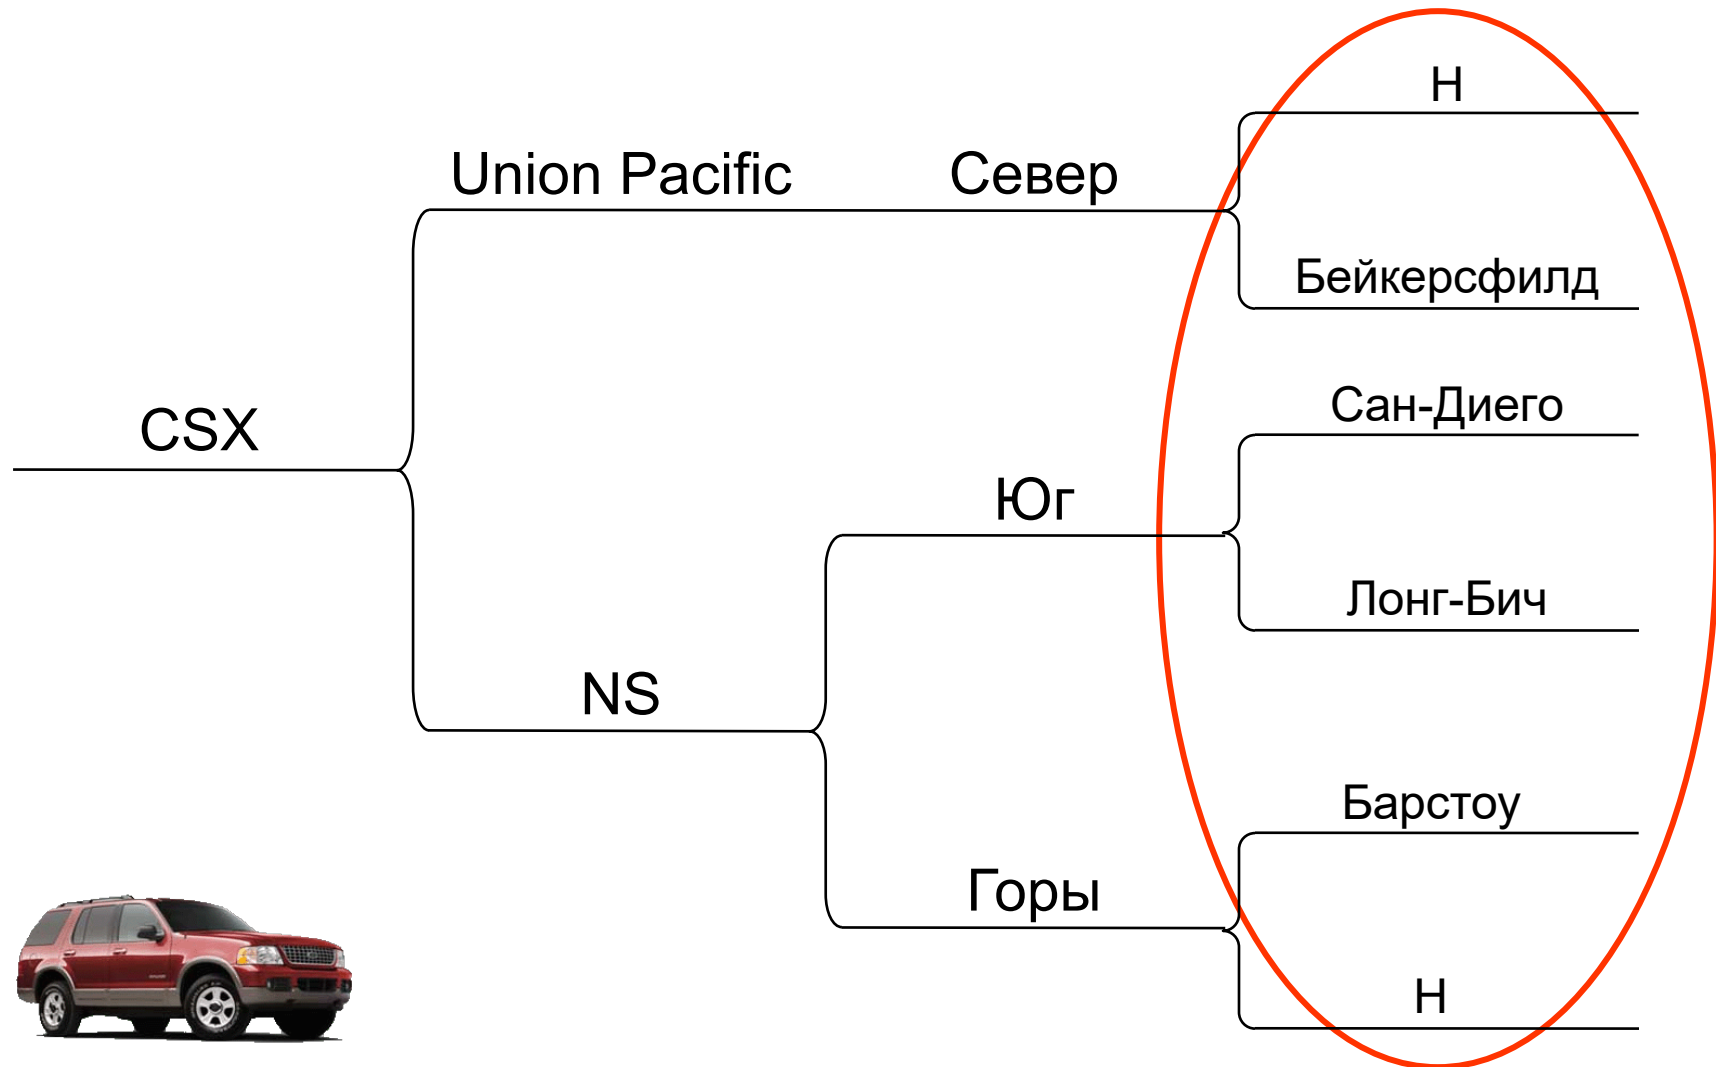 Н
Union Pacific
Север
Бейкерсфилд
Сан-Диего
CSX
Юг
Лонг-Бич
NS
Барстоу
Горы
Н